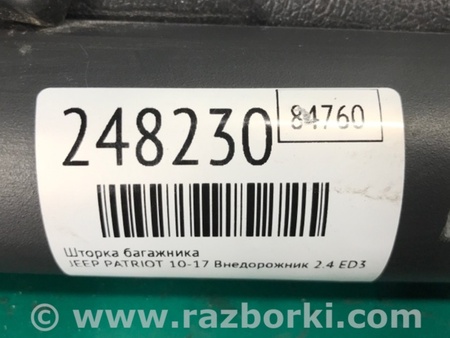 248230 84760
Шторка багажника
JEEP PATRIOT 10-17 Внедорожник 2.4 ED3
© www.razborki.com